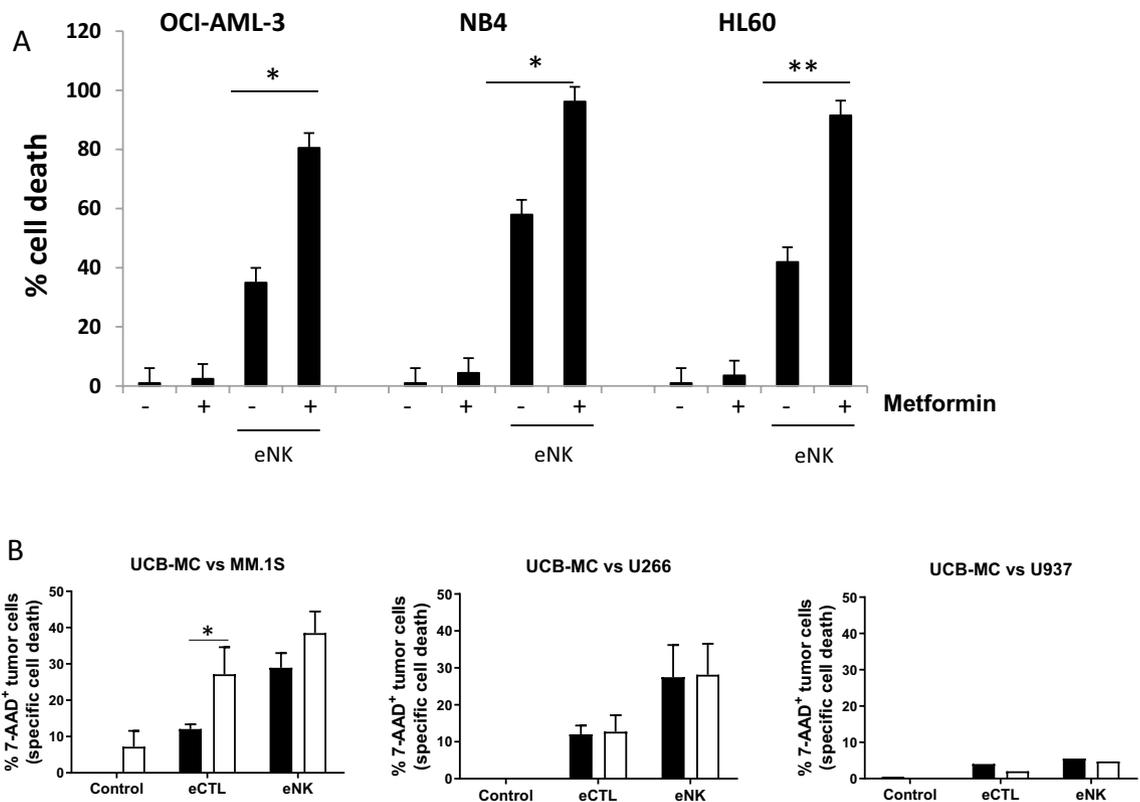 A
OCI-AML-3 NB4 HL60
120
100
80
60
40
20
0
% cell death
* * **
- + - + - + - + - + - + Metformin
eNK eNK eNK
B
UCB-MC vs MM.1S
% 7-AAD+ tumor cells
(specific cell death)
50
40
30
20
10
0
*
Control eCTL eNK
UCB-MC vs U266
% 7-AAD+ tumor cells
(specific cell death)
50
40
30
20
10
0
Control eCTL eNK
UCB-MC vs U937
% 7-AAD+ tumor cells
(specific cell death)
50
40
30
20
10
0
Control eCTL eNK